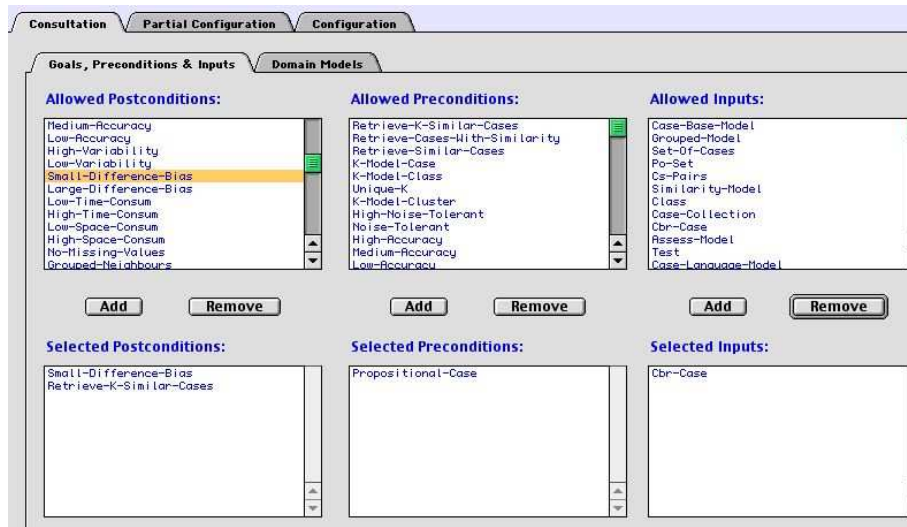 Consultation Partial Configuration Configuration
Goals, Preconditions & Inputs Domain Models
Allowed Postconditions:
Medium-Accuracy
Low-Accuracy
High-Variability
Low-Variability
Small-Difference-Bias
Large-Difference-Bias
Low-Time-Consum
High-Time-Consum
Low-Space-Consum
High-Space-Consum
No-Missing-Values
Grouped-Neighbours
Allowed Preconditions:
Retrieve-K-Similar-Cases
Retrieve-Cases-With-Similarity
Retrieve-Similar-Cases
K-Model-Case
K-Model-Class
Unique-K
K-Model-Cluster
High-Noise-Tolerant
Noise-Tolerant
High-Accuracy
Medium-Accuracy
Low-Accuracy
Allowed Inputs:
Case-Base-Model
Grouped-Model
Set-Of-Cases
Po-Set
Cs-Pairs
Similarity-Model
Class
Case-Collection
Cbr-Case
Assess-Model
Test
Case-Language-Model
Add Remove Add Remove Add Remove
Selected Postconditions:
Small-Difference-Bias
Retrieve-K-Similar-Cases
Selected Preconditions:
Propositional-Case
Selected Inputs:
Cbr-Case